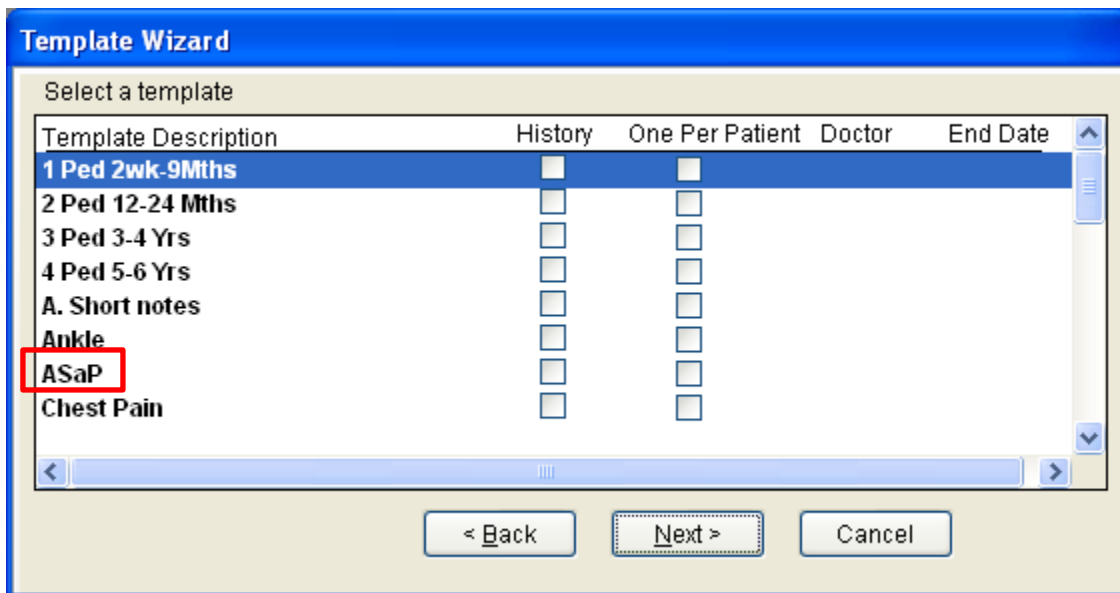 Template Wizard
Select a template
Template Description History One Per Patient Doctor End Date
1 Ped 2wk-9Mths
2 Ped 12-24 Mths
3 Ped 3-4 Yrs
4 Ped 5-6 Yrs
A. Short notes
Ankle
ASaP
Chest Pain
< Back Next > Cancel